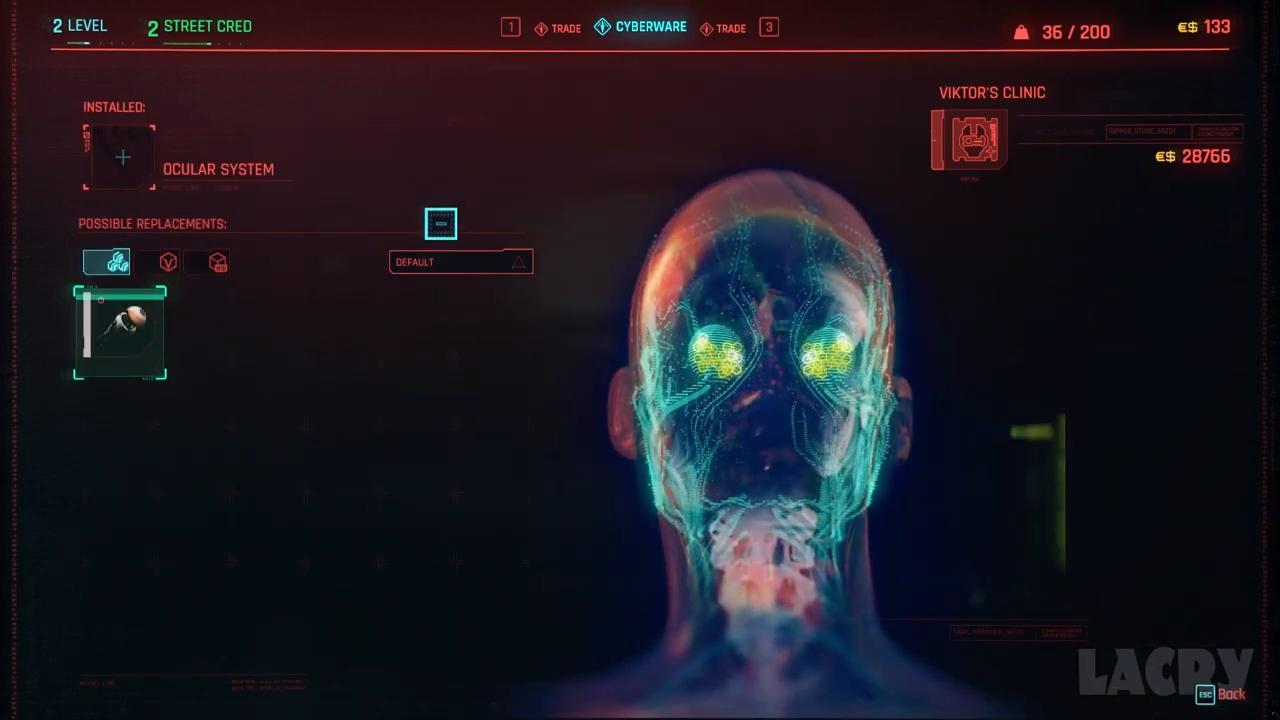 2 LEVEL
2 STREET CRED
1 TRADE CYBERWARE TRADE 3
36 / 200
€$ 133
INSTALLED:
OCULAR SYSTEM
VIKTOR'S CLINIC
€$ 28766
POSSIBLE REPLACEMENTS:
DEFAULT
LACRY
ESC Back